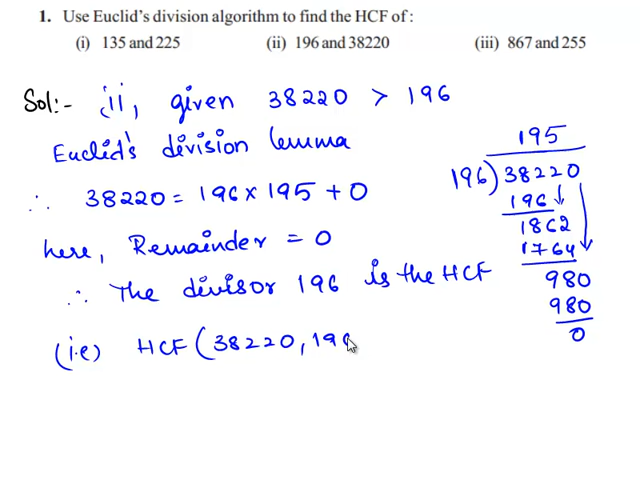 1. Use Euclid's division algorithm to find the HCF of :
(i) 135 and 225 (ii) 196 and 38220 (iii) 867 and 255
Sol:- ii, given 38220 > 196
Euclid's division lemma
∴ 38220 = 196 × 195 + 0
here, Remainder = 0
∴ The divisor 196 is the HCF
(i.e) HCF (38220, 196
195
196) 38220
196
1862
1764
980
980
0